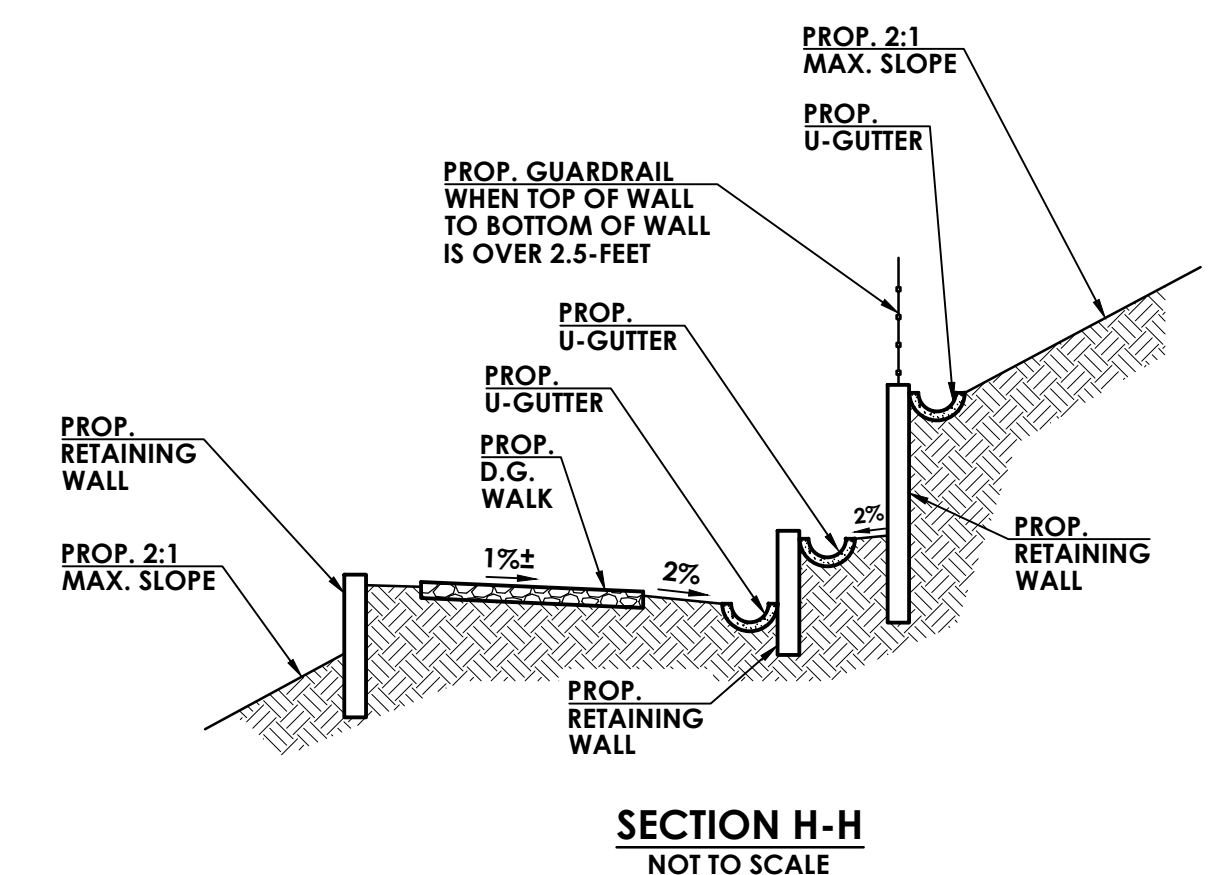 PROP. 2:1
MAX. SLOPE
PROP.
U-GUTTER
PROP. GUARDRAIL
WHEN TOP OF WALL
TO BOTTOM OF WALL
IS OVER 2.5-FEET
PROP.
U-GUTTER
PROP.
U-GUTTER
PROP.
RETAINING
WALL
PROP.
D.G.
WALK
PROP. 2:1
MAX. SLOPE
1%±
2%
2%
PROP.
RETAINING
WALL
PROP.
RETAINING
WALL
SECTION H-H
NOT TO SCALE